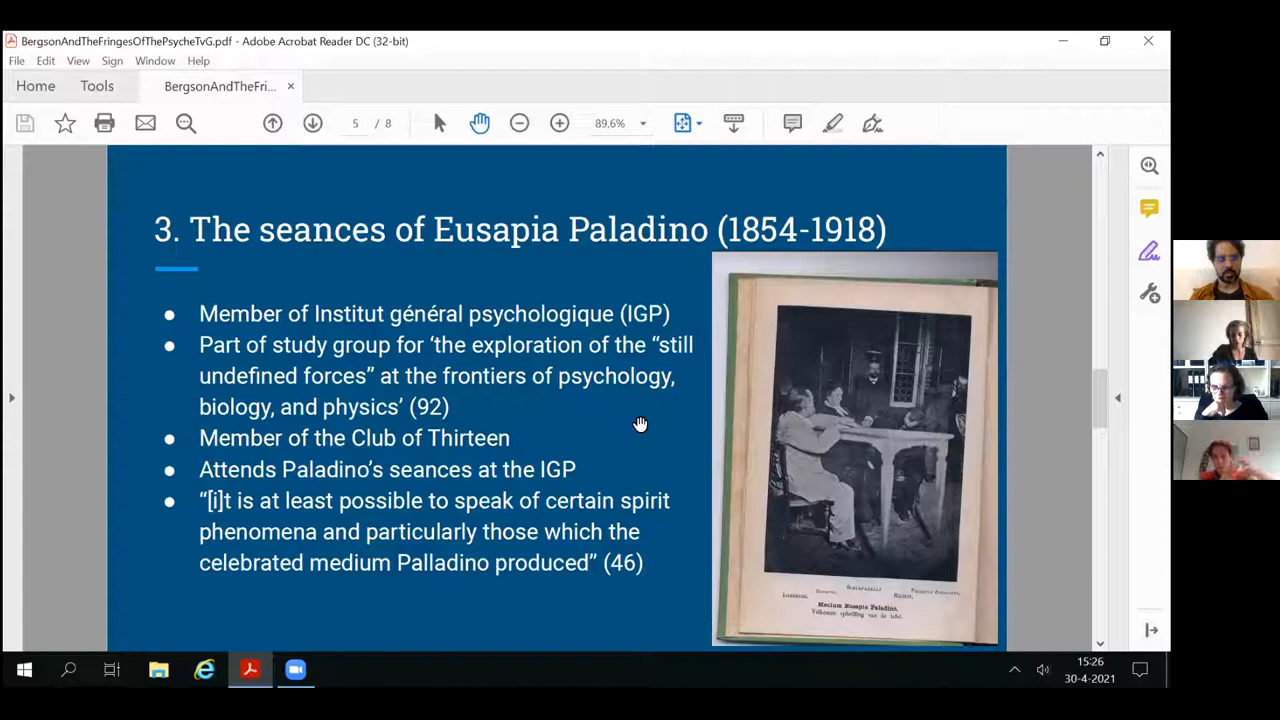 BergsonAndTheFringesOfThePsycheTvG.pdf - Adobe Acrobat Reader DC (32-bit)
File Edit View Sign Window Help
Home Tools BergsonAndTheFri... ×
5 / 8 89,6%
3. The seances of Eusapia Paladino (1854-1918)
● Member of Institut général psychologique (IGP)
● Part of study group for ‘the exploration of the “still
undefined forces” at the frontiers of psychology,
biology, and physics’ (92)
● Member of the Club of Thirteen
● Attends Paladino’s seances at the IGP
● “[i]t is at least possible to speak of certain spirit
phenomena and particularly those which the
celebrated medium Palladino produced” (46)
Medium Eusapia Paladino,
van de tafel.
15:26
30-4-2021